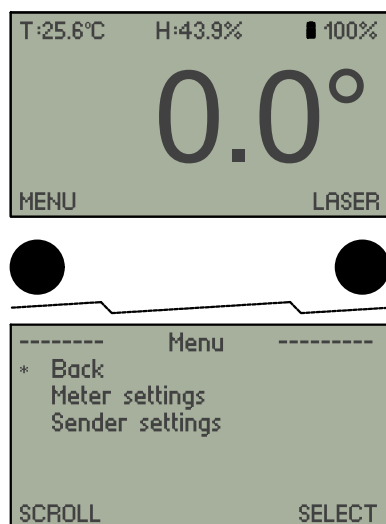 T:25.6°C H:43.9% 100%
0.0°
MENU LASER
-------- Menu ---------
* Back
Meter settings
Sender settings
SCROLL SELECT